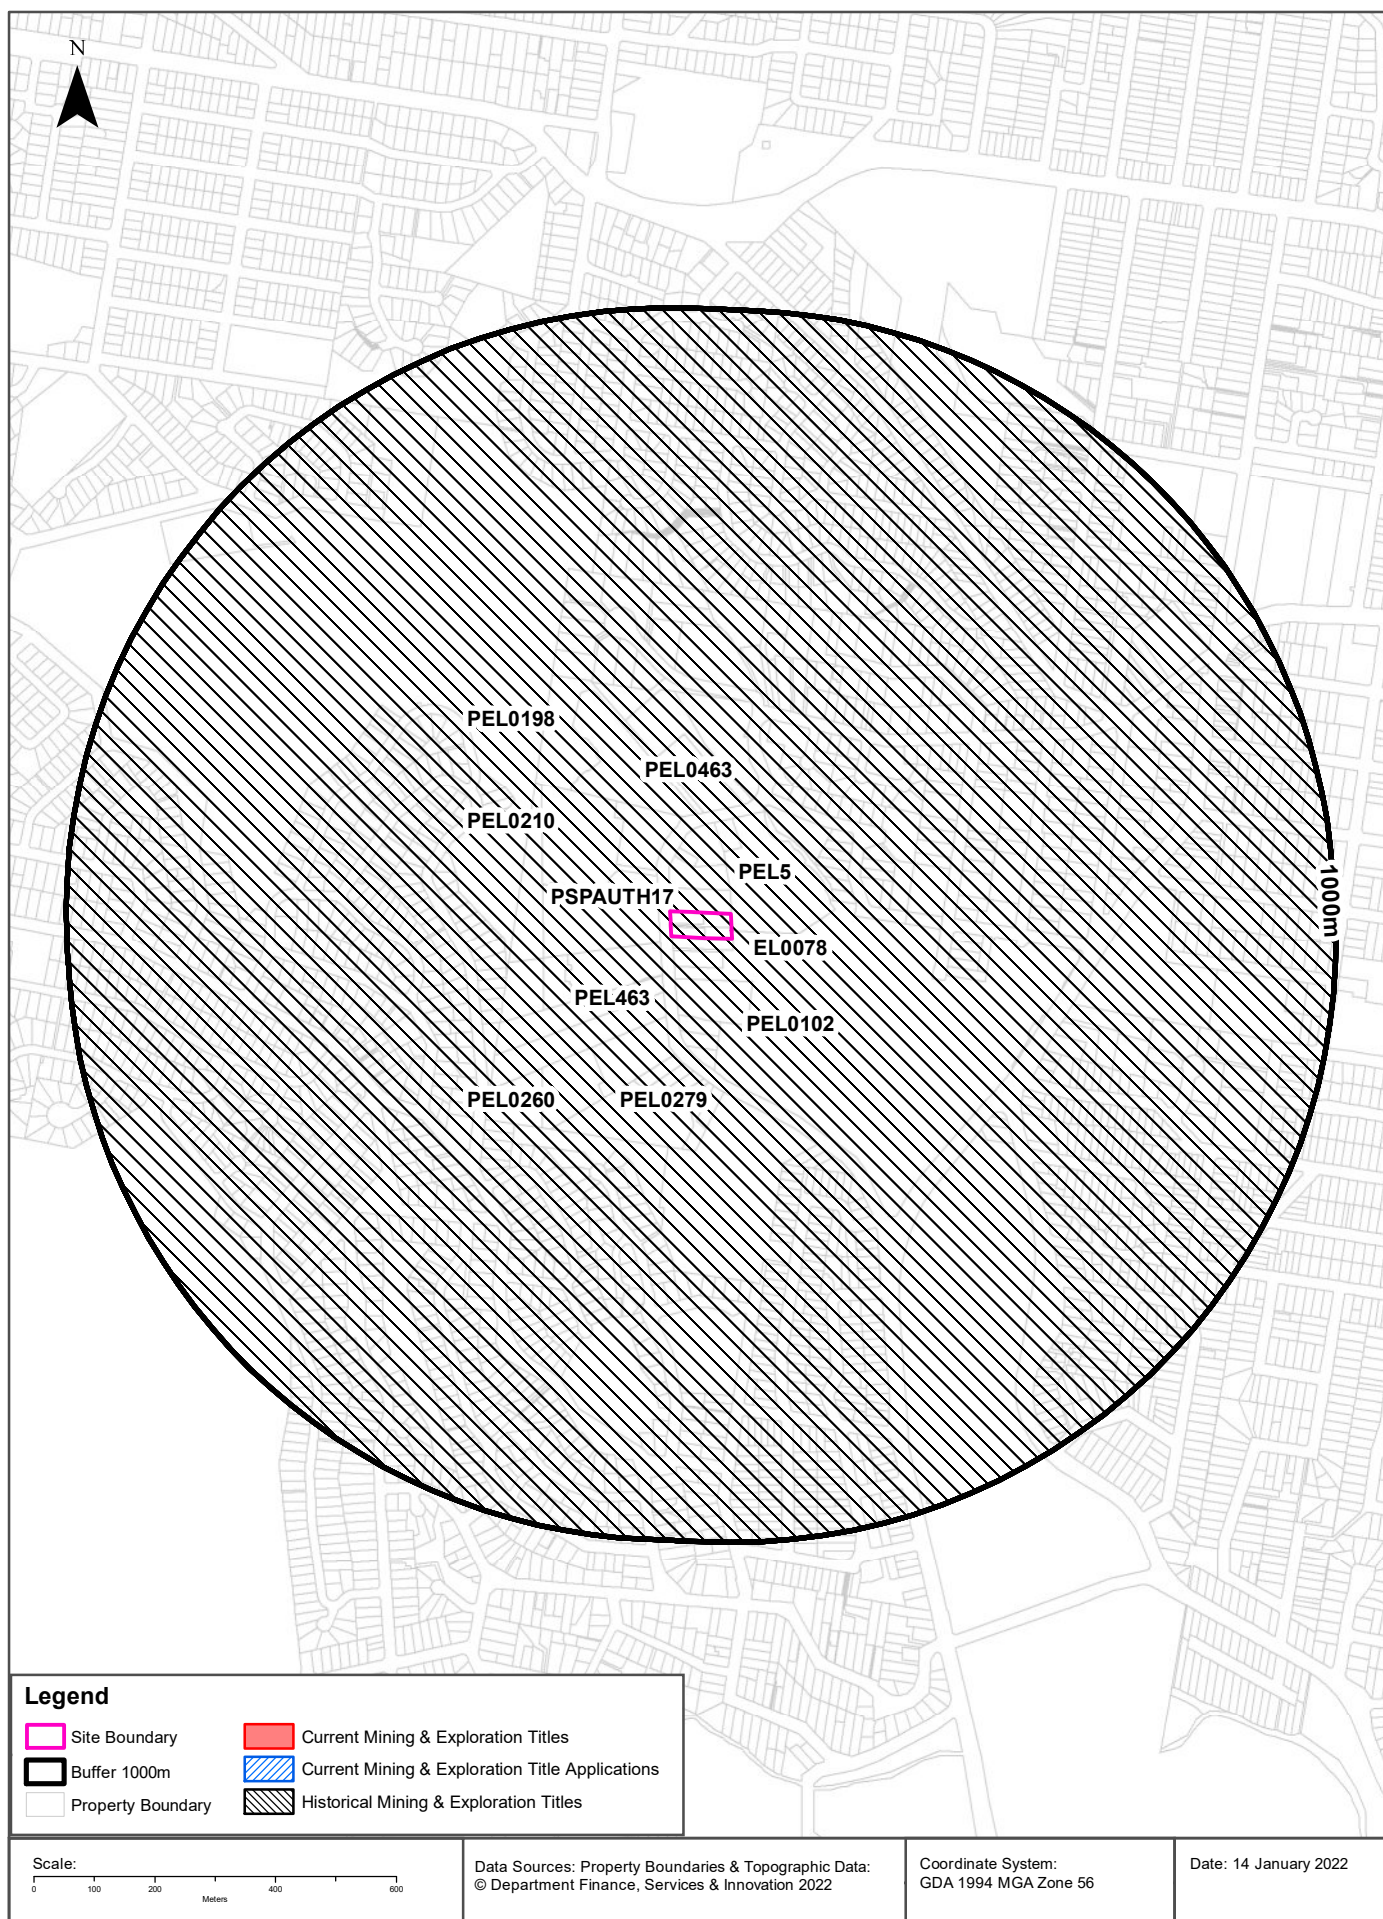 N
PEL0198
PEL0463
PEL0210
PEL5
PSPAUTH17
1000m
EL0078
PEL463
PEL0102
PEL0260
PEL0279
Legend
Site Boundary
Buffer 1000m
Property Boundary
Current Mining & Exploration Titles
Current Mining & Exploration Title Applications
Historical Mining & Exploration Titles
Scale:
0 100 200 400 600
Meters
Data Sources: Property Boundaries & Topographic Data:
© Department Finance, Services & Innovation 2022
Coordinate System:
GDA 1994 MGA Zone 56
Date: 14 January 2022